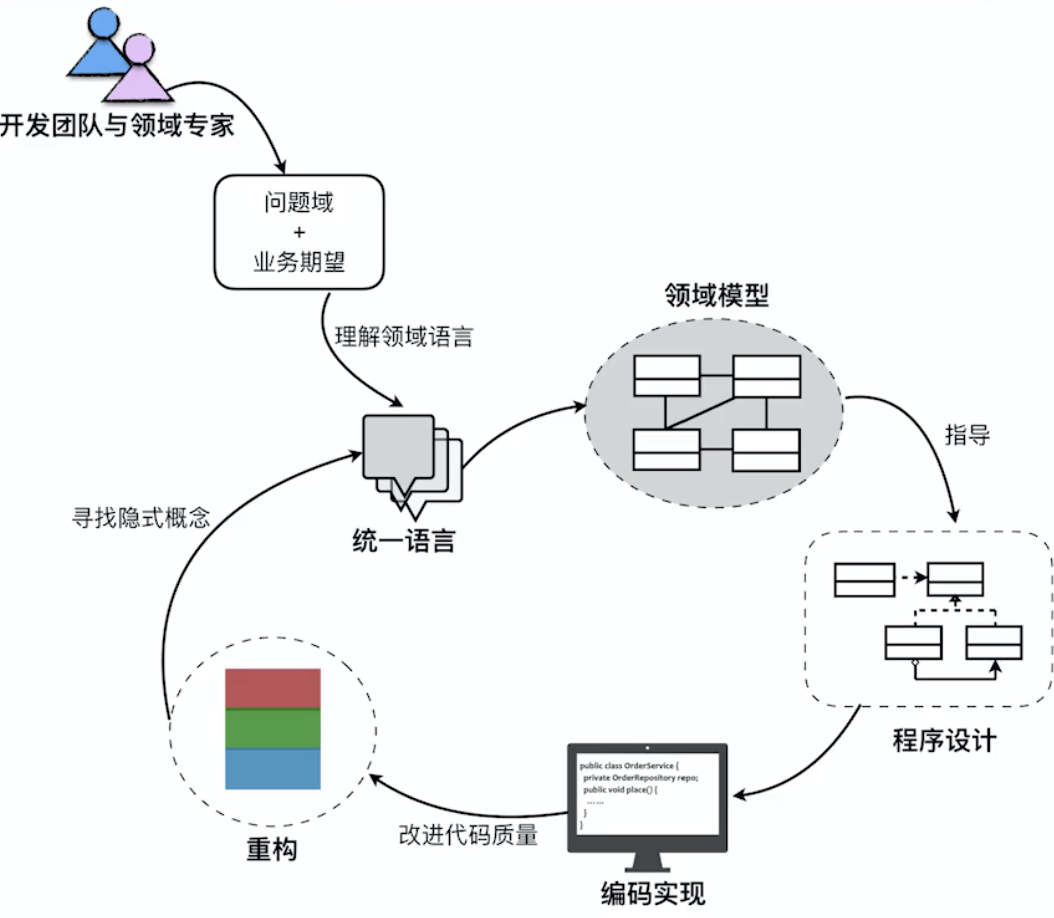 开发团队与领域专家
问题域
+
业务期望
理解领域语言
领域模型
指导
统一语言
寻找隐式概念
程序设计
public class OrderService {
private OrderRepository repo;
public void place() {
......
}
}
改进代码质量
重构
编码实现